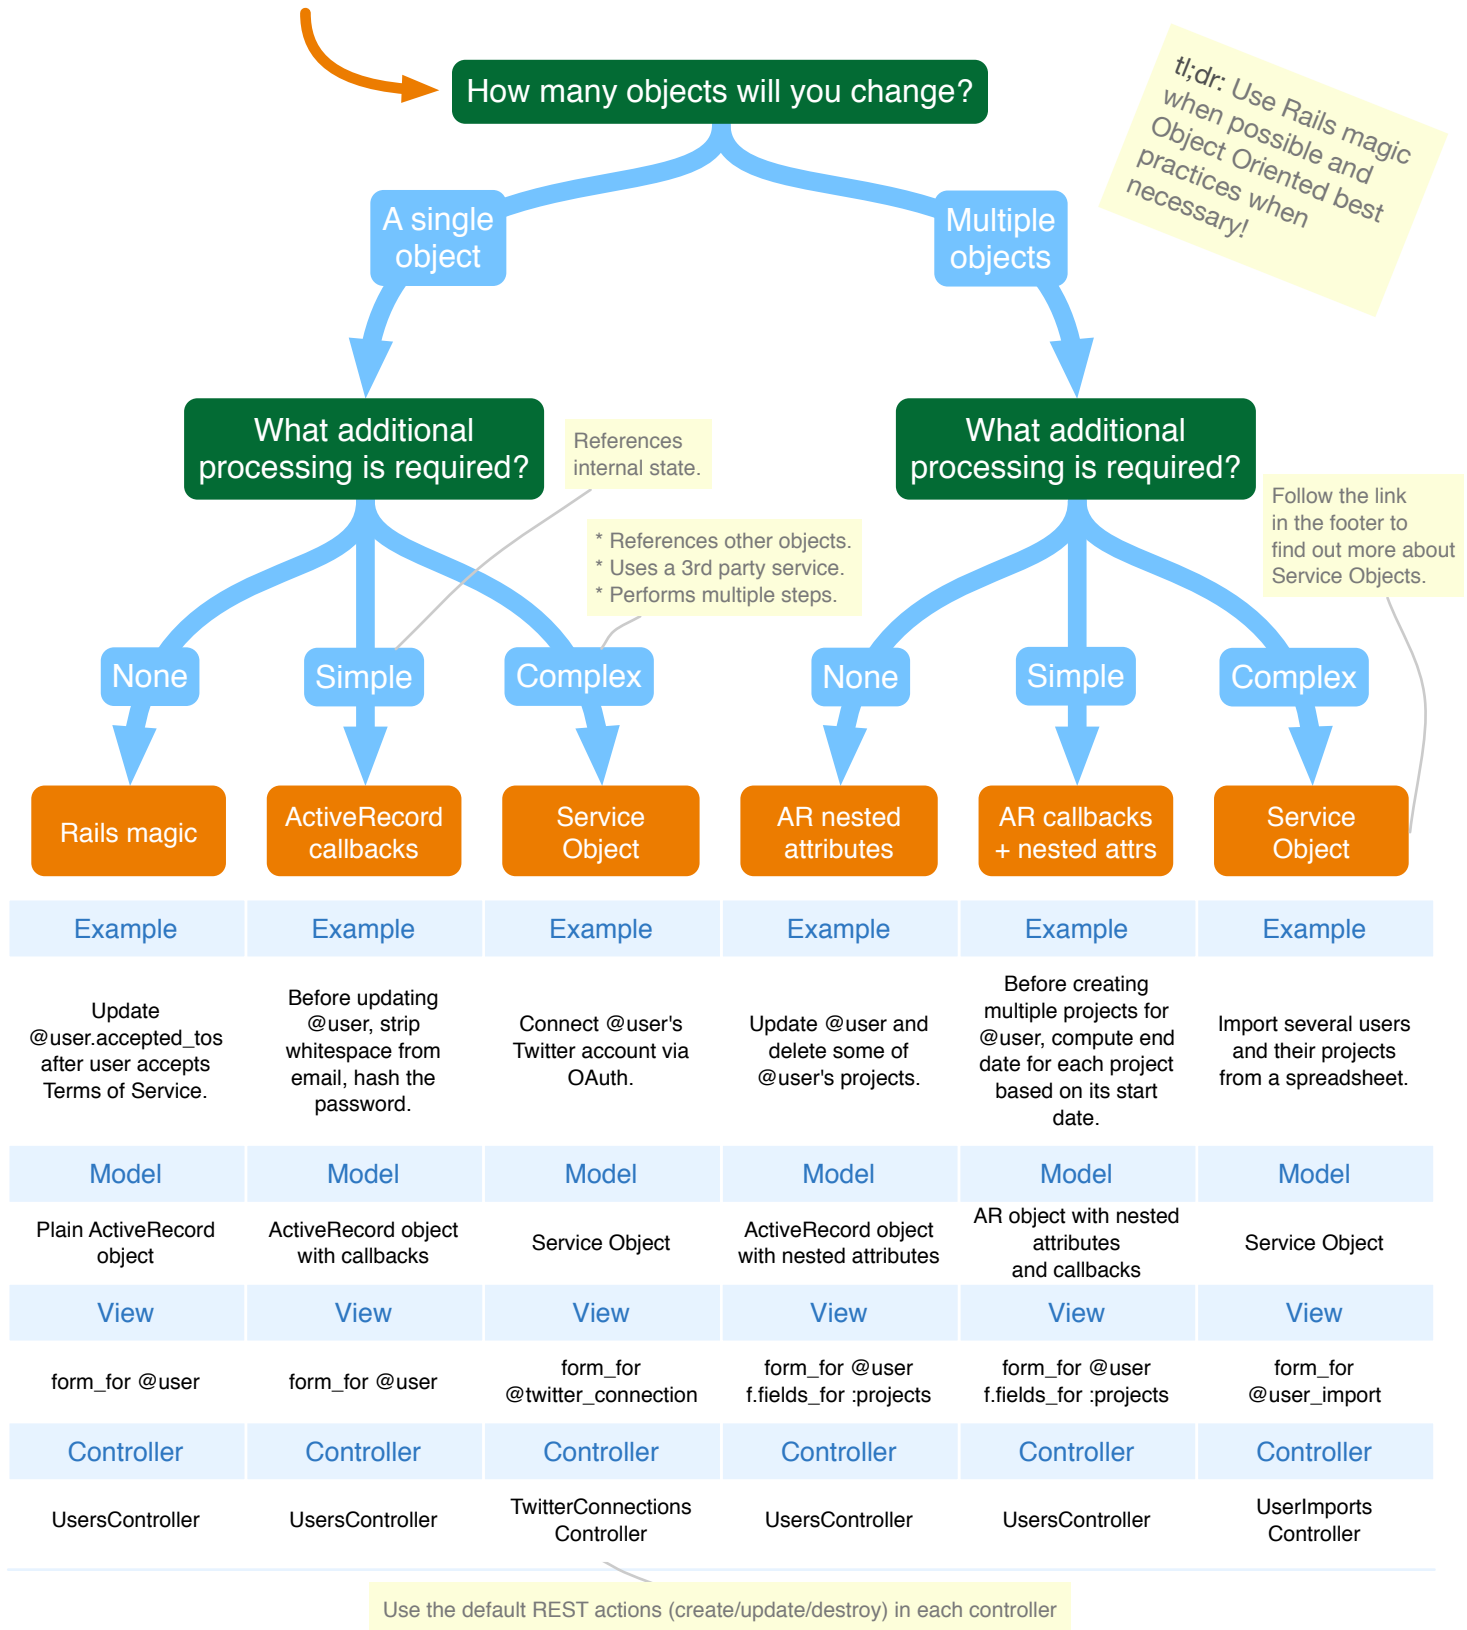 How many objects will you change?
tl;dr: Use Rails magic
when possible and
Object Oriented best
practices when
necessary!
A single
object
Multiple
objects
What additional
processing is required?
References
internal state.
* References other objects.
* Uses a 3rd party service.
* Performs multiple steps.
What additional
processing is required?
Follow the link
in the footer to
find out more about
Service Objects.
None
Simple
Complex
None
Simple
Complex
Rails magic
ActiveRecord
callbacks
Service
Object
AR nested
attributes
AR callbacks
+ nested attrs
Service
Object
Example
Example
Example
Example
Example
Example
Update
@user.accepted_tos
after user accepts
Terms of Service.
Before updating
@user, strip
whitespace from
email, hash the
password.
Connect @user's
Twitter account via
OAuth.
Update @user and
delete some of
@user's projects.
Before creating
multiple projects for
@user, compute end
date for each project
based on its start
date.
Import several users
and their projects
from a spreadsheet.
Model
Model
Model
Model
Model
Model
Plain ActiveRecord
object
ActiveRecord object
with callbacks
Service Object
ActiveRecord object
with nested attributes
AR object with nested
attributes
and callbacks
Service Object
View
View
View
View
View
View
form_for @user
form_for @user
form_for
@twitter_connection
form_for @user
f.fields_for :projects
form_for @user
f.fields_for :projects
form_for
@user_import
Controller
Controller
Controller
Controller
Controller
Controller
UsersController
UsersController
TwitterConnections
Controller
UsersController
UsersController
UserImports
Controller
Use the default REST actions (create/update/destroy) in each controller